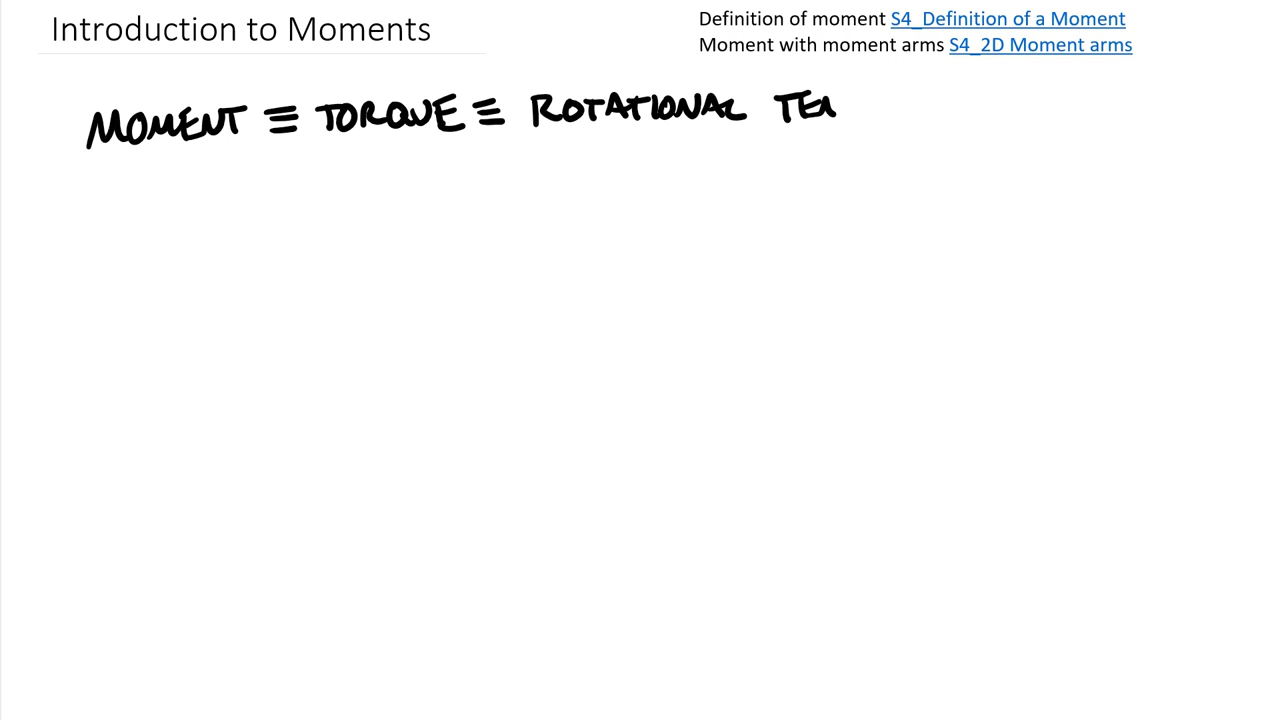 Introduction to Moments
Definition of moment S4_Definition of a Moment
Moment with moment arms S4_2D Moment arms
MOMENT ≡ TORQUE ≡ ROTATIONAL TEN